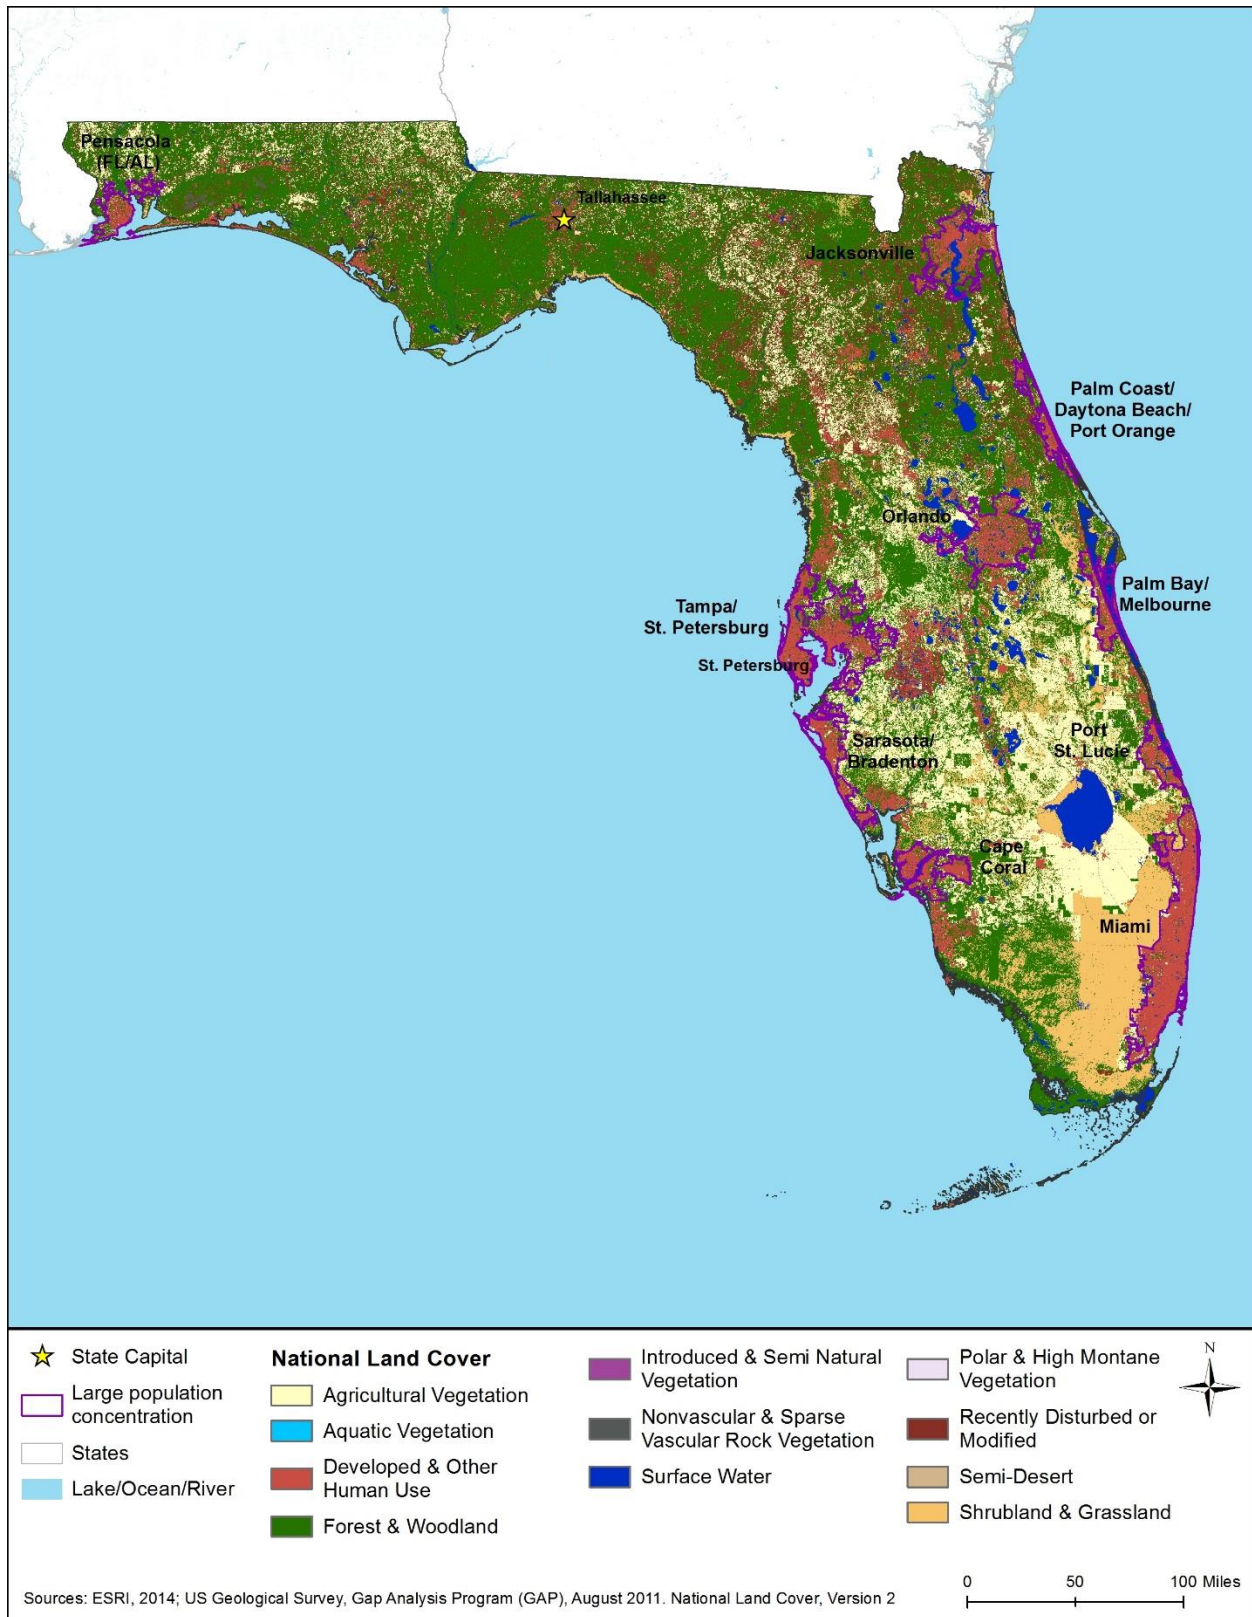 Pensacola
(FL/AL)
Tallahassee
Jacksonville
Palm Coast/
Daytona Beach/
Port Orange
Orlando
Palm Bay/
Melbourne
Tampa/
St. Petersburg
St. Petersburg
Sarasota/
Bradenton
Port
St. Lucie
Cape
Coral
Miami
State Capital
Large population
concentration
States
Lake/Ocean/River
National Land Cover
Agricultural Vegetation
Aquatic Vegetation
Developed & Other
Human Use
Forest & Woodland
Introduced & Semi Natural
Vegetation
Nonvascular & Sparse
Vascular Rock Vegetation
Surface Water
Polar & High Montane
Vegetation
Recently Disturbed or
Modified
Semi-Desert
Shrubland & Grassland
N
0 50 100 Miles
Sources: ESRI, 2014; US Geological Survey, Gap Analysis Program (GAP), August 2011. National Land Cover, Version 2